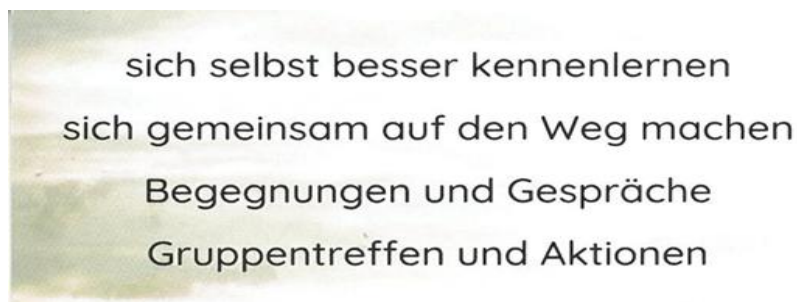 sich selbst besser kennenlernen
sich gemeinsam auf den Weg machen
Begegnungen und Gespräche
Gruppentreffen und Aktionen